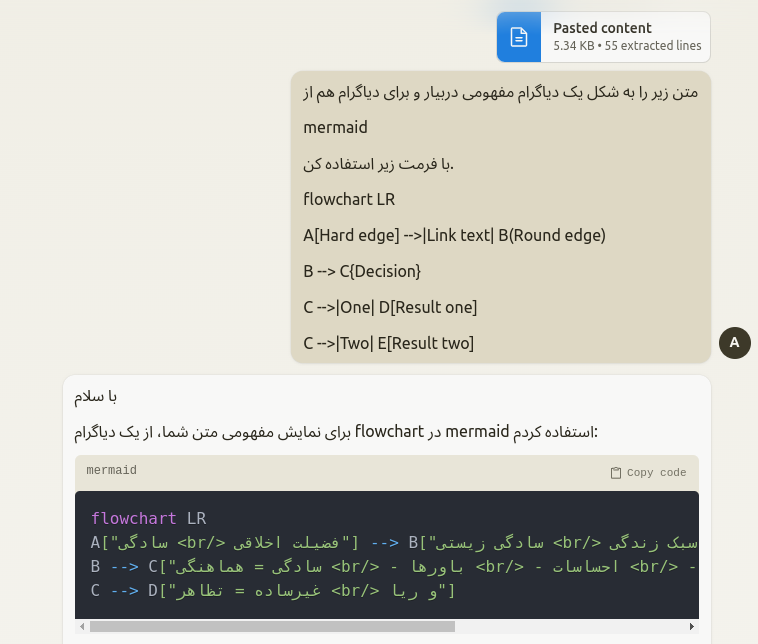 Pasted content
5.34 KB • 55 extracted lines
متن زیر را به شکل یک دیاگرام مفهومی دربیار و برای دیاگرام هم از
mermaid
با فرمت زیر استفاده کن.
flowchart LR
A[Hard edge] -->|Link text| B(Round edge)
B --> C{Decision}
C -->|One| D[Result one]
C -->|Two| E[Result two]
A
با سلام
برای نمایش مفهومی متن شما، از یک دیاگرام flowchart در mermaid استفاده کردم:
mermaid
Copy code
flowchart LR
A["سادگی <br/> فضیلت اخلاقی"] --> B["سادگی زیستی <br/> سبک زندگی
B --> C["سادگی = هماهنگی <br/> - باورها <br/> - احساسات <br/> -
C --> D["غیرساده = تظاهر <br/> و ریا"]